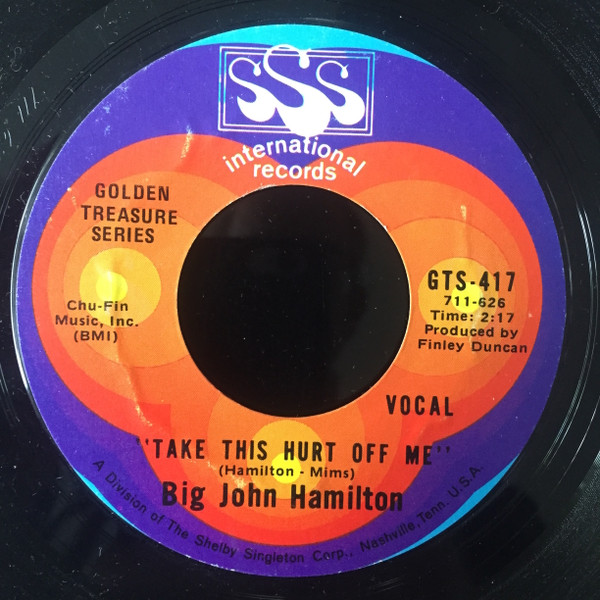 SSS
international
records
GOLDEN
TREASURE
SERIES
Chu-Fin
Music, Inc.
(BMI)
GTS-417
711-626
Time: 2:17
Produced by
Finley Duncan
VOCAL
"TAKE THIS HURT OFF ME"
(Hamilton - Mims)
Big John Hamilton
A Division of The Shelby Singleton Corp., Nashville, Tenn. U.S.A.